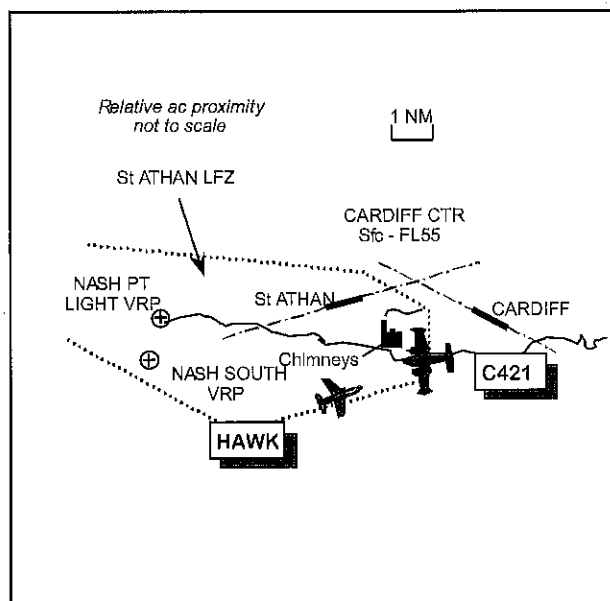 Relative ac proximity
not to scale
1 NM
St ATHAN LFZ
CARDIFF CTR
Sfc - FL55
NASH PT
LIGHT VRP
St ATHAN
CARDIFF
Chimneys
NASH SOUTH
VRP
C421
HAWK